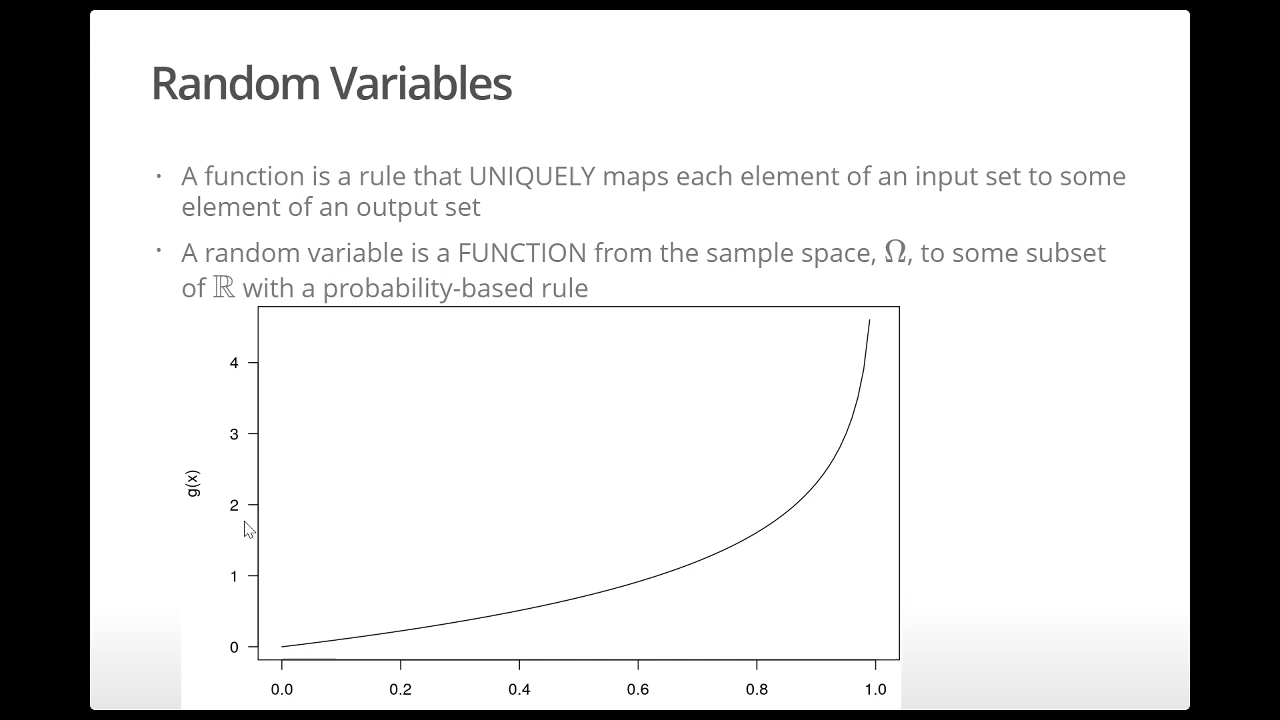 Random Variables
• A function is a rule that UNIQUELY maps each element of an input set to some
element of an output set
• A random variable is a FUNCTION from the sample space, Ω, to some subset
of ℝ with a probability-based rule
4
3
2
1
0
g(x)
0.0 0.2 0.4 0.6 0.8 1.0